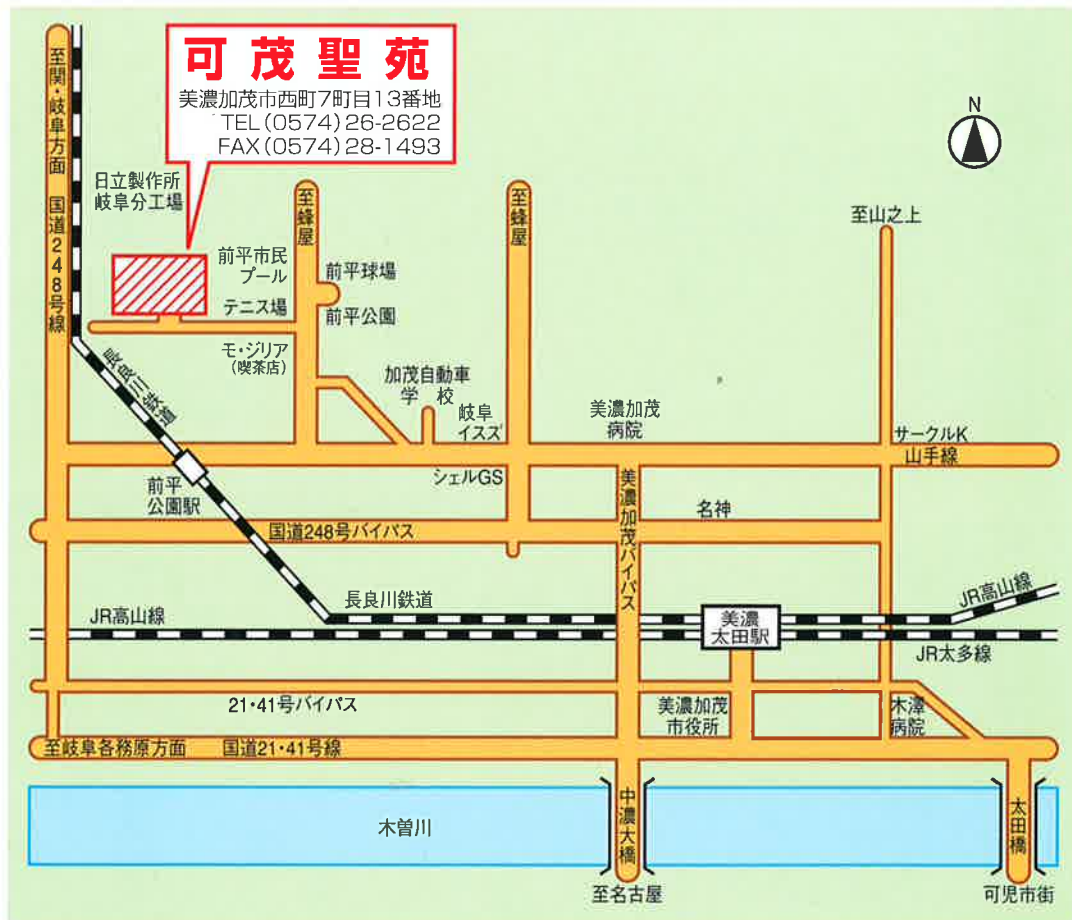 可茂聖苑
美濃加茂市西町7町目13番地
TEL(0574)26-2622
FAX(0574)28-1493
N
至関・岐阜方面 国道248号線
日立製作所
岐阜分工場
至蜂屋
至蜂屋
至山之上
前平市民
プール
前平球場
テニス場
前平公園
モ・ジリア
(喫茶店)
長良川鉄道
加茂自動車
学校
岐阜
イスズ
美濃加茂
病院
サークルK
山手線
シェルGS
前平
公園駅
美濃加茂バイパス
名神
国道248号バイパス
長良川鉄道
JR高山線
JR高山線
美濃
太田駅
JR太多線
21・41号バイパス
美濃加茂
市役所
木澤
病院
至岐阜各務原方面 国道21・41号線
木曽川
中濃大橋
太田橋
至名古屋
可児市街